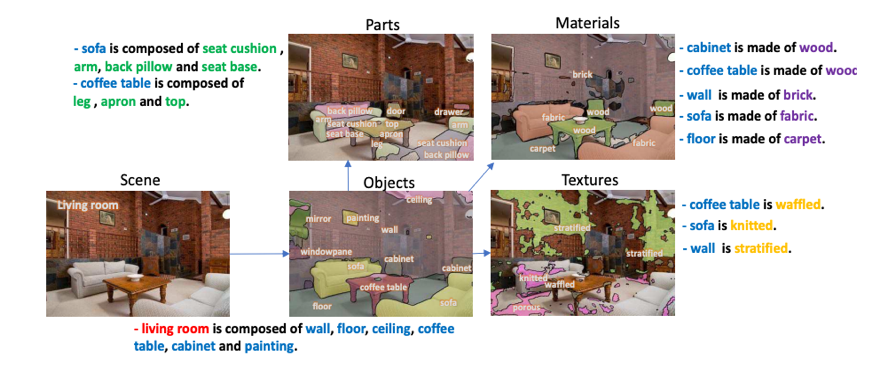 Parts
Materials
- sofa is composed of seat cushion ,
arm, back pillow and seat base.
- coffee table is composed of
leg , apron and top.
back pillow
door
drawer
arm
seat cushion
top
arm
seat base
apron
leg
seat cushion
back pillow
brick
wood
wood
fabric
wood
fabric
carpet
- cabinet is made of wood.
- coffee table is made of wood
- wall is made of brick.
- sofa is made of fabric.
- floor is made of carpet.
Scene
Objects
Textures
Living room
ceiling
mirror
painting
wall
windowpane
cabinet
sofa
cabinet
coffee table
floor
sofa
stratified
stratified
knitted
waffled
porous
- coffee table is waffled.
- sofa is knitted.
- wall is stratified.
- living room is composed of wall, floor, ceiling, coffee
table, cabinet and painting.